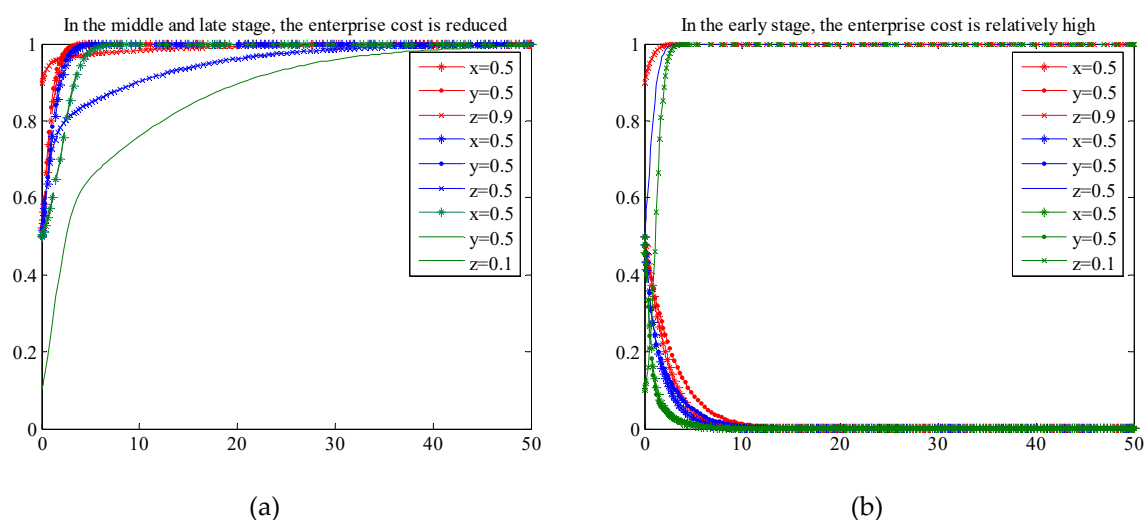 In the middle and late stage, the enterprise cost is reduced
1
0.8
0.6
0.4
0.2
0
0 10 20 30 40 50
x=0.5
y=0.5
z=0.9
x=0.5
y=0.5
z=0.5
x=0.5
y=0.5
z=0.1
(a)
In the early stage, the enterprise cost is relatively high
1
0.8
0.6
0.4
0.2
0
0 10 20 30 40 50
x=0.5
y=0.5
z=0.9
x=0.5
y=0.5
z=0.5
x=0.5
y=0.5
z=0.1
(b)